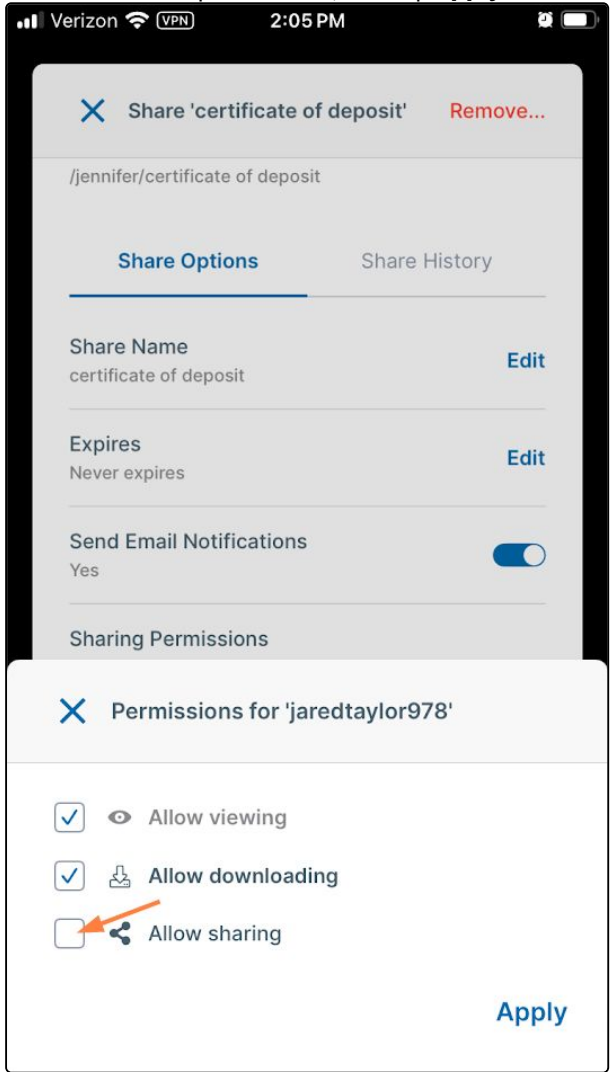 Verizon VPN 2:05 PM
Share 'certificate of deposit' Remove...
/jennifer/certificate of deposit
Share Options Share History
Share Name
certificate of deposit
Edit
Expires
Never expires
Edit
Send Email Notifications
Yes
Sharing Permissions
Permissions for 'jaredtaylor978'
Allow viewing
Allow downloading
Allow sharing
Apply